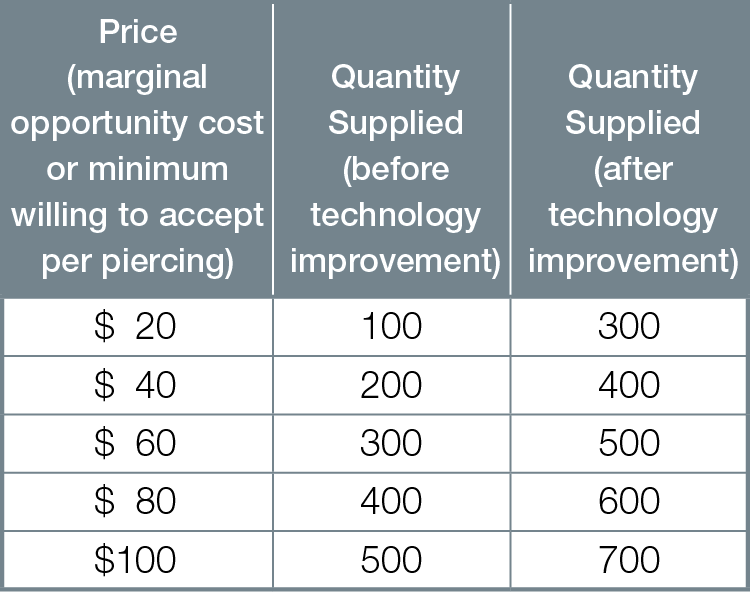 Price
(marginal
opportunity cost
or minimum
willing to accept
per piercing)
Quantity
Supplied
(before
technology
improvement)
Quantity
Supplied
(after
technology
improvement)
$ 20 100 300
$ 40 200 400
$ 60 300 500
$ 80 400 600
$100 500 700